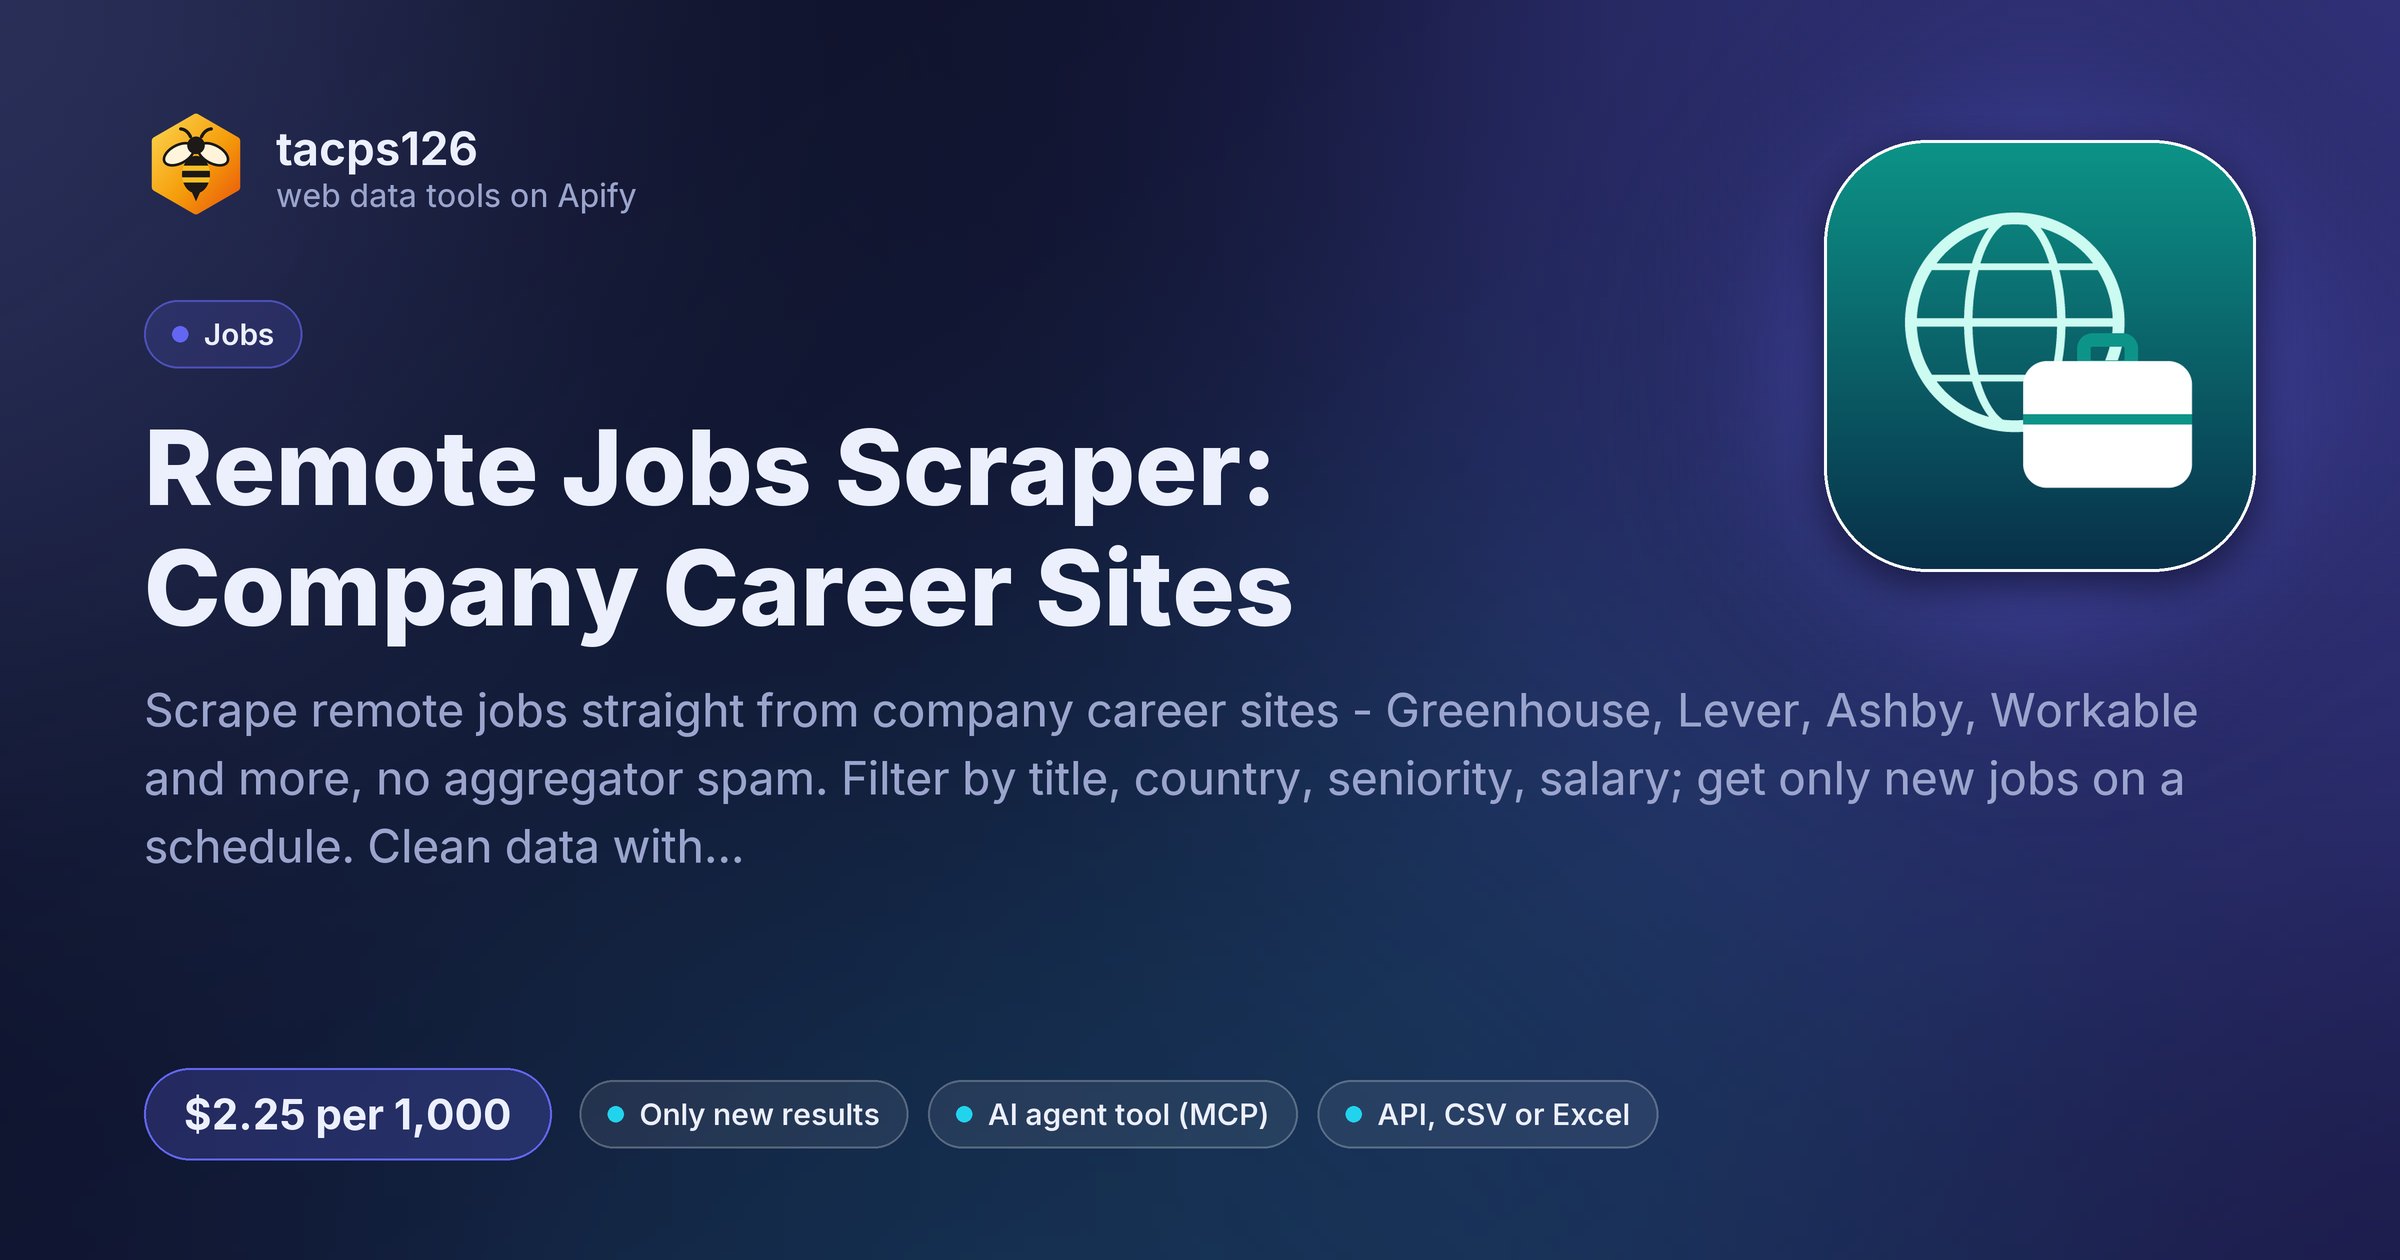 tacps126
web data tools on Apify
Jobs
Remote Jobs Scraper:
Company Career Sites
Scrape remote jobs straight from company career sites - Greenhouse, Lever, Ashby, Workable
and more, no aggregator spam. Filter by title, country, seniority, salary; get only new jobs on a
schedule. Clean data with...
$2.25 per 1,000
Only new results
AI agent tool (MCP)
API, CSV or Excel